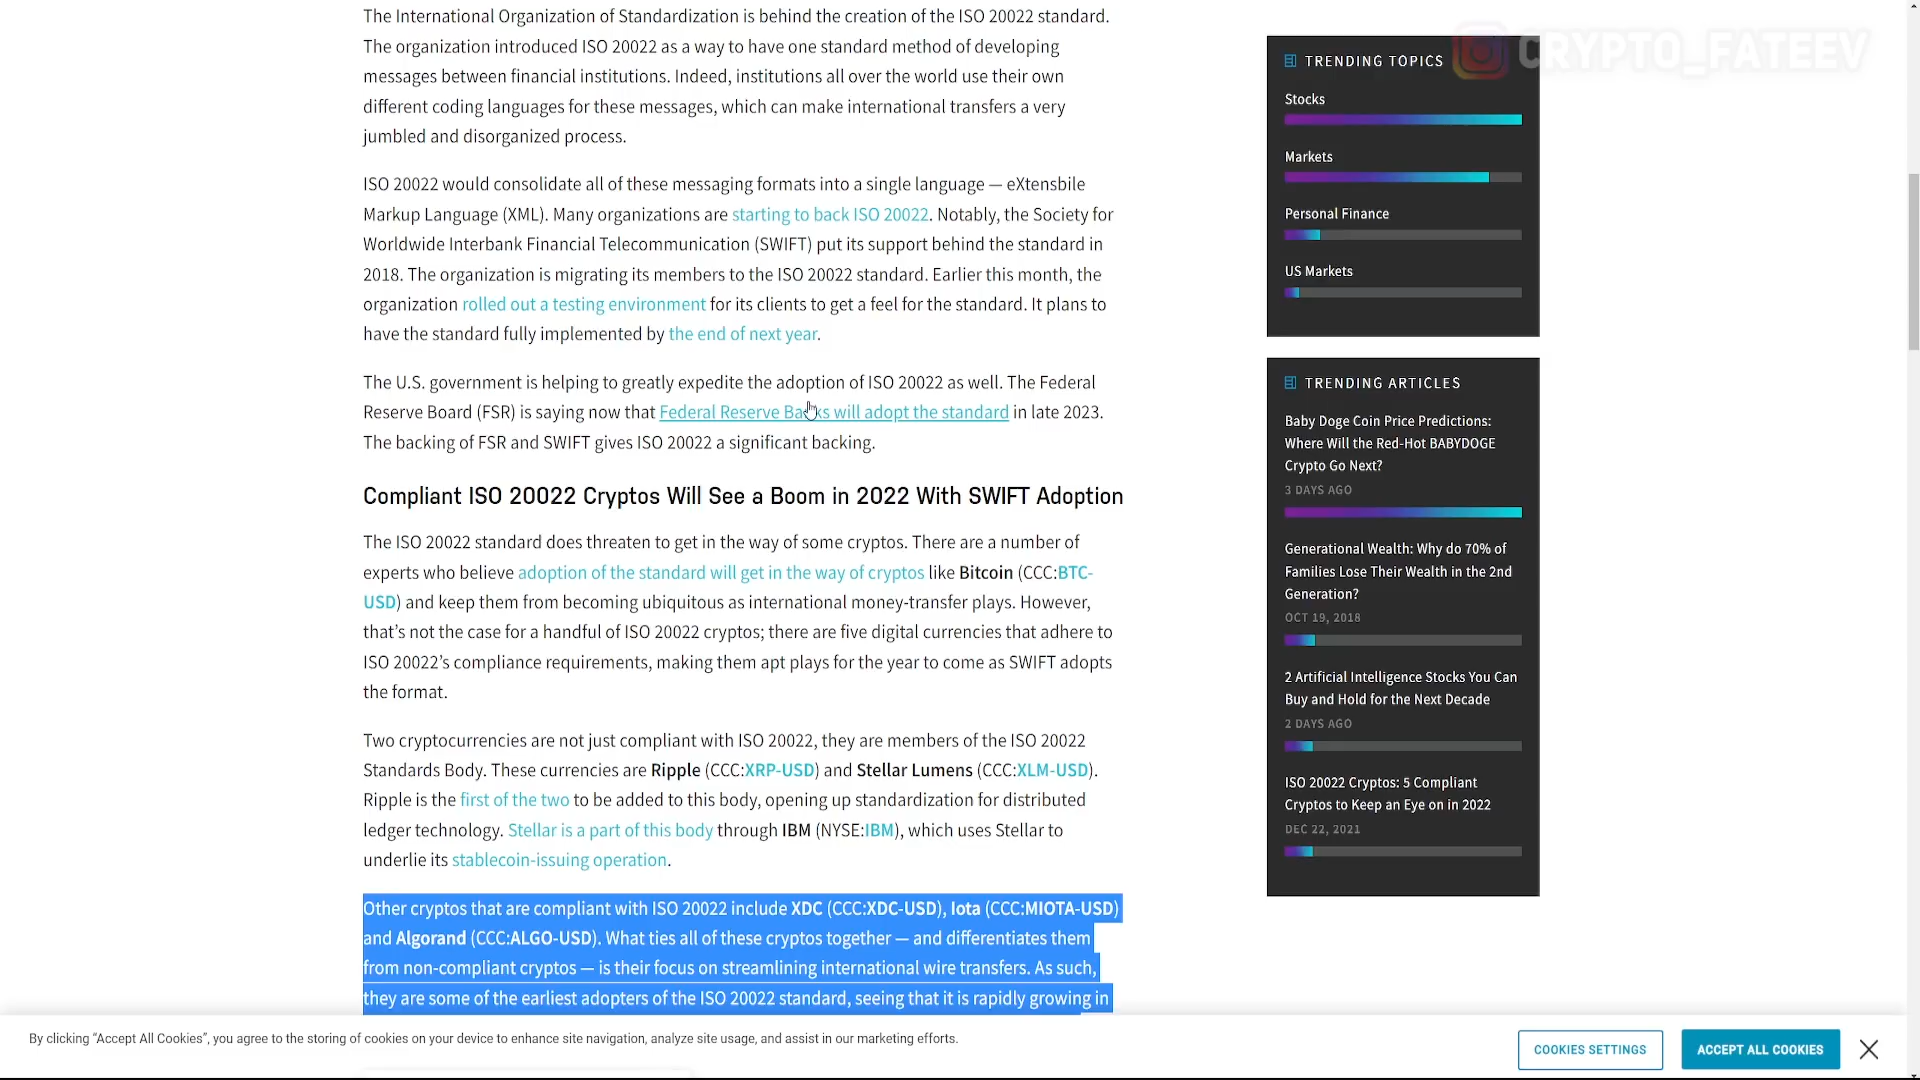 The International Organization of Standardization is behind the creation of the ISO 20022 standard.
The organization introduced ISO 20022 as a way to have one standard method of developing
messages between financial institutions. Indeed, institutions all over the world use their own
different coding languages for these messages, which can make international transfers a very
jumbled and disorganized process.
ISO 20022 would consolidate all of these messaging formats into a single language — eXtensbile
Markup Language (XML). Many organizations are starting to back ISO 20022. Notably, the Society for
Worldwide Interbank Financial Telecommunication (SWIFT) put its support behind the standard in
2018. The organization is migrating its members to the ISO 20022 standard. Earlier this month, the
organization rolled out a testing environment for its clients to get a feel for the standard. It plans to
have the standard fully implemented by the end of next year.
The U.S. government is helping to greatly expedite the adoption of ISO 20022 as well. The Federal
Reserve Board (FSR) is saying now that Federal Reserve Banks will adopt the standard in late 2023.
The backing of FSR and SWIFT gives ISO 20022 a significant backing.
Compliant ISO 20022 Cryptos Will See a Boom in 2022 With SWIFT Adoption
The ISO 20022 standard does threaten to get in the way of some cryptos. There are a number of
experts who believe adoption of the standard will get in the way of cryptos like Bitcoin (CCC:BTC-
USD) and keep them from becoming ubiquitous as international money-transfer plays. However,
that's not the case for a handful of ISO 20022 cryptos; there are five digital currencies that adhere to
ISO 20022's compliance requirements, making them apt plays for the year to come as SWIFT adopts
the format.
Two cryptocurrencies are not just compliant with ISO 20022, they are members of the ISO 20022
Standards Body. These currencies are Ripple (CCC:XRP-USD) and Stellar Lumens (CCC:XLM-USD).
Ripple is the first of the two to be added to this body, opening up standardization for distributed
ledger technology. Stellar is a part of this body through IBM (NYSE:IBM), which uses Stellar to
underlie its stablecoin-issuing operation.
Other cryptos that are compliant with ISO 20022 include XDC (CCC:XDC-USD), Iota (CCC:MIOTA-USD)
and Algorand (CCC:ALGO-USD). What ties all of these cryptos together — and differentiates them
from non-compliant cryptos — is their focus on streamlining international wire transfers. As such,
they are some of the earliest adopters of the ISO 20022 standard, seeing that it is rapidly growing in
TRENDING TOPICS
CRYPTO_FATEEV
Stocks
Markets
Personal Finance
US Markets
TRENDING ARTICLES
Baby Doge Coin Price Predictions:
Where Will the Red-Hot BABYDOGE
Crypto Go Next?
3 DAYS AGO
Generational Wealth: Why do 70% of
Families Lose Their Wealth in the 2nd
Generation?
OCT 19, 2018
2 Artificial Intelligence Stocks You Can
Buy and Hold for the Next Decade
2 DAYS AGO
ISO 20022 Cryptos: 5 Compliant
Cryptos to Keep an Eye on in 2022
DEC 22, 2021
By clicking “Accept All Cookies”, you agree to the storing of cookies on your device to enhance site navigation, analyze site usage, and assist in our marketing efforts.
COOKIES SETTINGS
ACCEPT ALL COOKIES